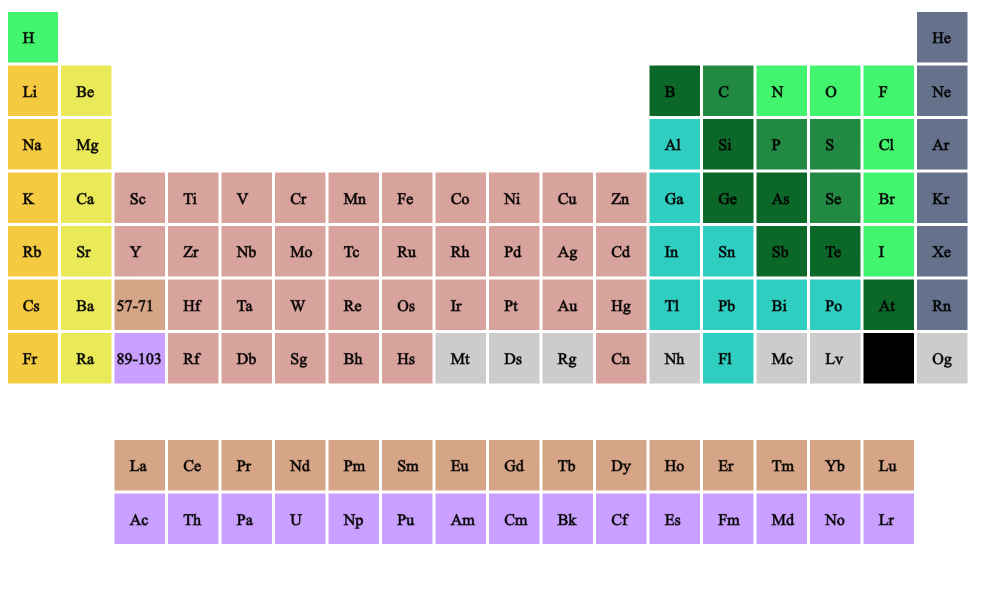 H He
Li Be B C N O F Ne
Na Mg Al Si P S Cl Ar
K Ca Sc Ti V Cr Mn Fe Co Ni Cu Zn Ga Ge As Se Br Kr
Rb Sr Y Zr Nb Mo Tc Ru Rh Pd Ag Cd In Sn Sb Te I Xe
Cs Ba 57-71 Hf Ta W Re Os Ir Pt Au Hg Tl Pb Bi Po At Rn
Fr Ra 89-103 Rf Db Sg Bh Hs Mt Ds Rg Cn Nh Fl Mc Lv Og
La Ce Pr Nd Pm Sm Eu Gd Tb Dy Ho Er Tm Yb Lu
Ac Th Pa U Np Pu Am Cm Bk Cf Es Fm Md No Lr